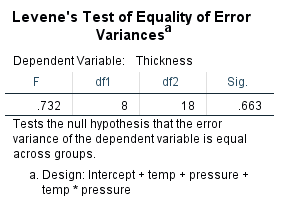 Levene's Test of Equality of Error
Variancesa
Dependent Variable: Thickness
F df1 df2 Sig.
.732 8 18 .663
Tests the null hypothesis that the error
variance of the dependent variable is equal
across groups.
a. Design: Intercept + temp + pressure +
temp * pressure